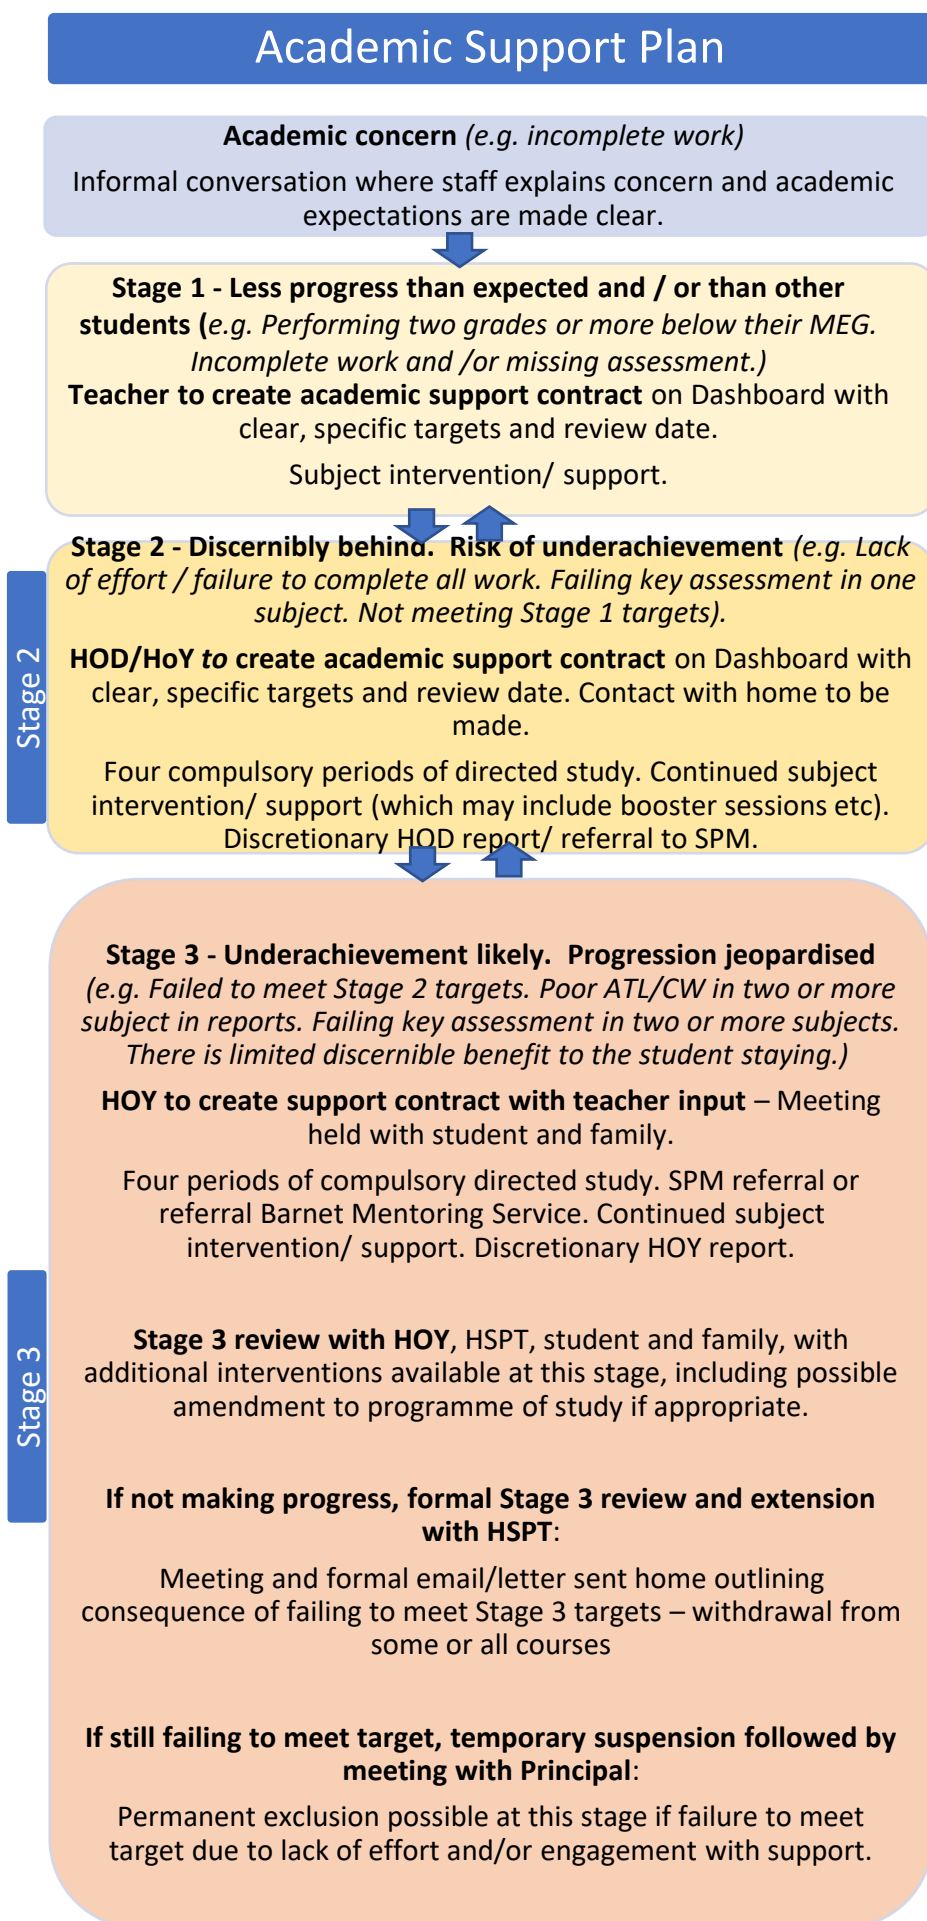 Academic Support Plan
Academic concern (e.g. incomplete work)
Informal conversation where staff explains concern and academic
expectations are made clear.
Stage 1 - Less progress than expected and / or than other
students (e.g. Performing two grades or more below their MEG.
Incomplete work and /or missing assessment.)
Teacher to create academic support contract on Dashboard with
clear, specific targets and review date.
Subject intervention/ support.
Stage 2
Stage 2 - Discernibly behind.  Risk of underachievement (e.g. Lack
of effort / failure to complete all work. Failing key assessment in one
subject. Not meeting Stage 1 targets).
HOD/HoY to create academic support contract on Dashboard with
clear, specific targets and review date. Contact with home to be
made.
Four compulsory periods of directed study. Continued subject
intervention/ support (which may include booster sessions etc).
Discretionary HOD report/ referral to SPM.
Stage 3
Stage 3 - Underachievement likely.  Progression jeopardised
(e.g. Failed to meet Stage 2 targets. Poor ATL/CW in two or more
subject in reports. Failing key assessment in two or more subjects.
There is limited discernible benefit to the student staying.)
HOY to create support contract with teacher input – Meeting
held with student and family.
Four periods of compulsory directed study. SPM referral or
referral Barnet Mentoring Service. Continued subject
intervention/ support. Discretionary HOY report.
Stage 3 review with HOY, HSPT, student and family, with
additional interventions available at this stage, including possible
amendment to programme of study if appropriate.
If not making progress, formal Stage 3 review and extension
with HSPT:
Meeting and formal email/letter sent home outlining
consequence of failing to meet Stage 3 targets – withdrawal from
some or all courses
If still failing to meet target, temporary suspension followed by
meeting with Principal:
Permanent exclusion possible at this stage if failure to meet
target due to lack of effort and/or engagement with support.